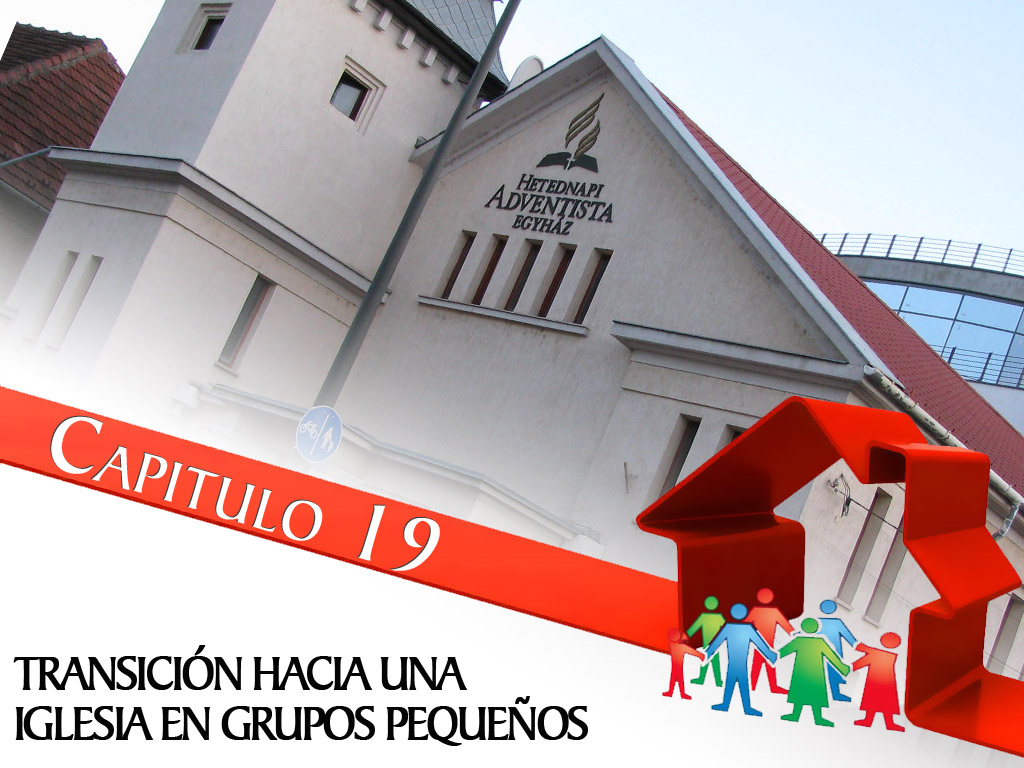 HETEDNAPI
ADVENTISTA
EGYHÁZ
CAPITULO 19
TRANSICIÓN HACIA UNA
IGLESIA EN GRUPOS PEQUEÑOS